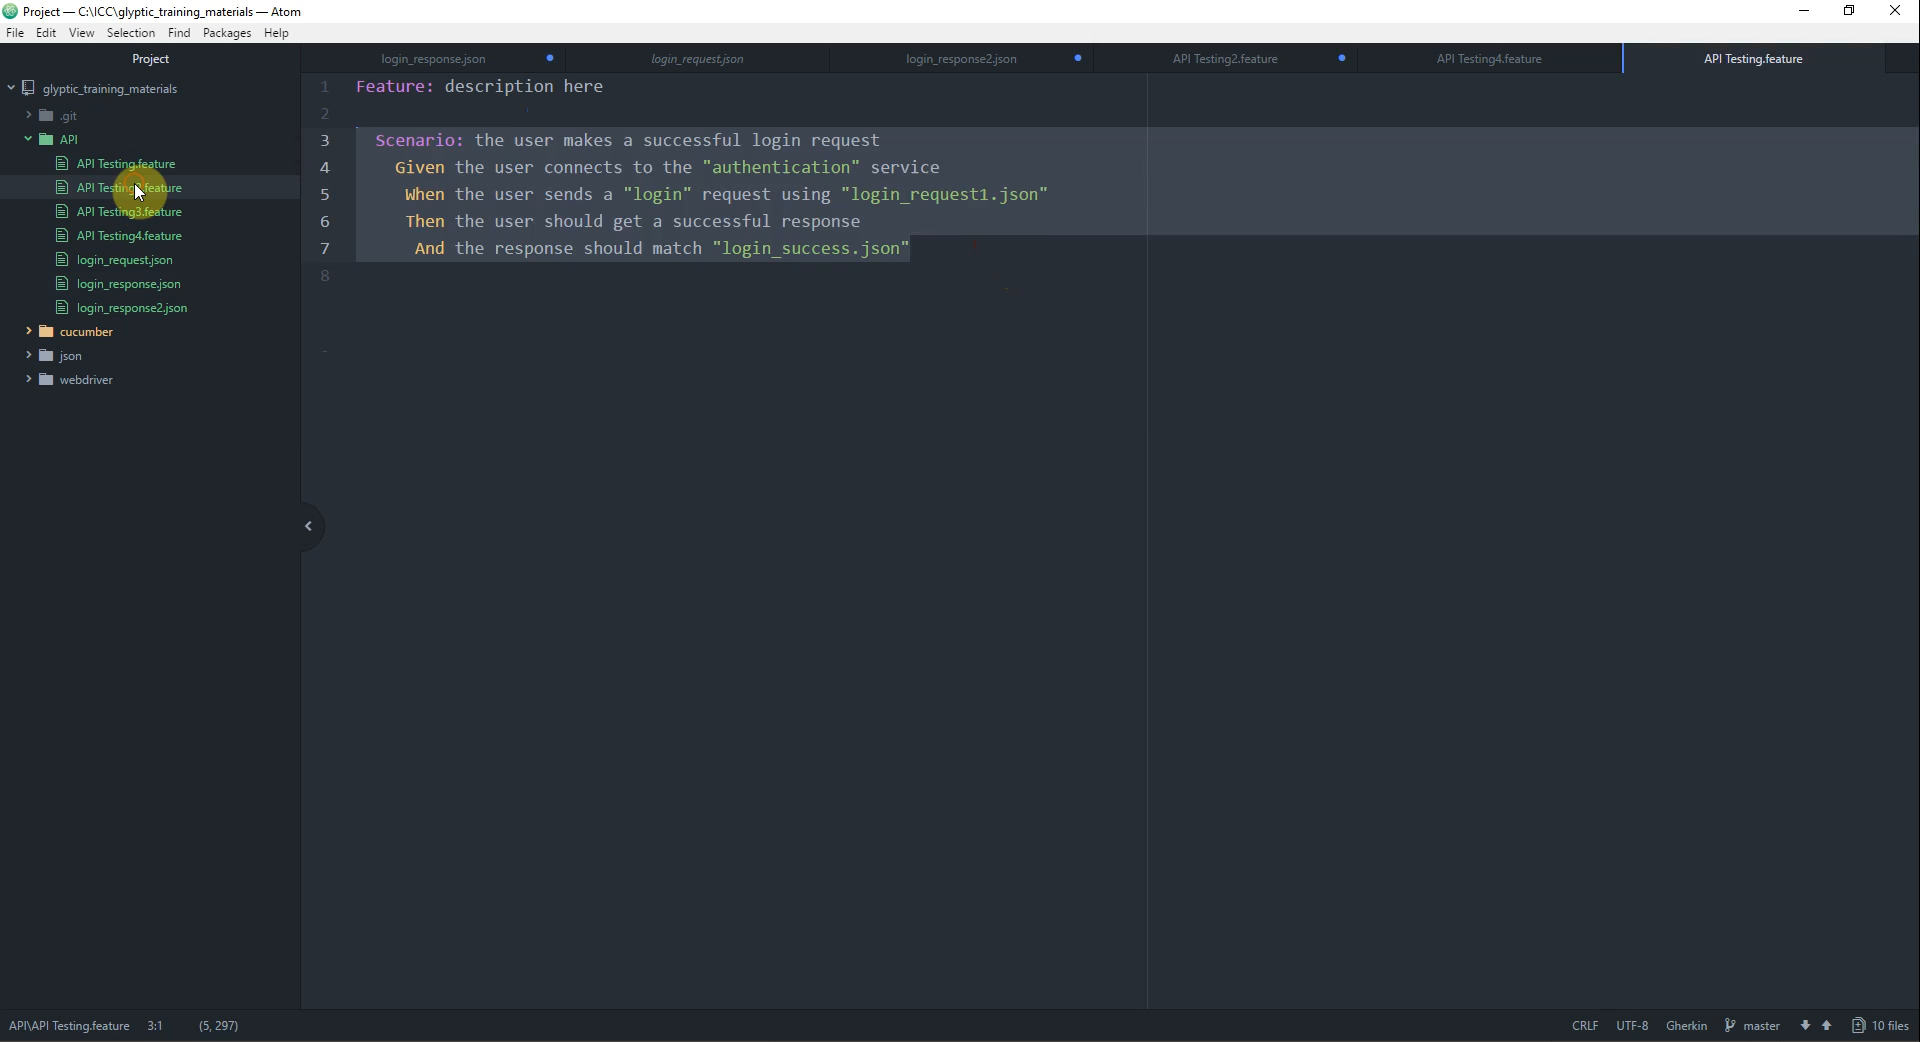 Project — C:\ICC\glyptic_training_materials — Atom
File Edit View Selection Find Packages Help
Project
login_response.json
login_request.json
login_response2.json
API Testing2.feature
API Testing4.feature
API Testing.feature
glyptic_training_materials
.git
API
API Testing.feature
API Testing2.feature
API Testing3.feature
API Testing4.feature
login_request.json
login_response.json
login_response2.json
cucumber
json
webdriver
1 Feature: description here
2
3 Scenario: the user makes a successful login request
4 Given the user connects to the "authentication" service
5 When the user sends a "login" request using "login_request1.json"
6 Then the user should get a successful response
7 And the response should match "login_success.json"
8
API\API Testing.feature 3:1 (5, 297)
CRLF UTF-8 Gherkin master 10 files